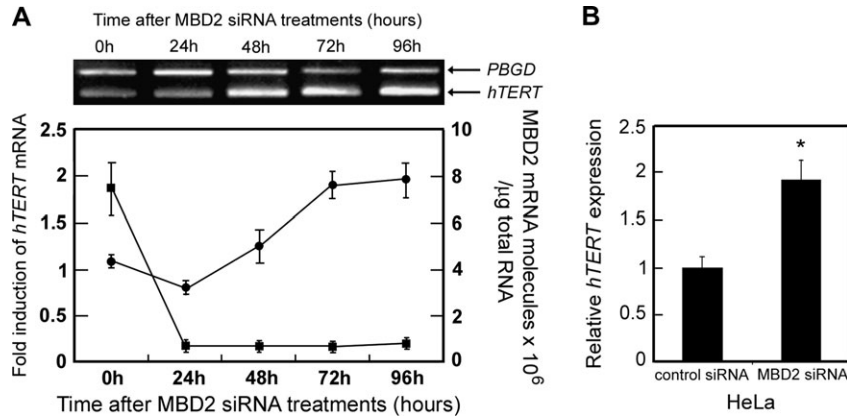 A
Time after MBD2 siRNA treatments (hours)
0h 24h 48h 72h 96h
PBGD
hTERT
Fold induction of hTERT mRNA
2.5
2
1.5
1
0.5
0
10
8
6
4
2
0
MBD2 mRNA molecules x 10⁶
/µg total RNA
0h 24h 48h 72h 96h
Time after MBD2 siRNA treatments (hours)
B
Relative hTERT expression
2.5
2
1.5
1
0.5
0
*
control siRNA MBD2 siRNA
HeLa